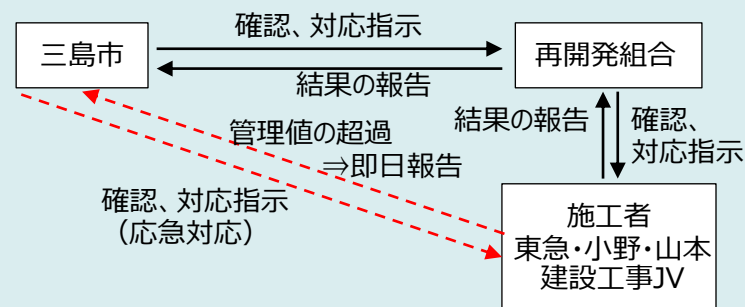 確認、対応指示
三島市
再開発組合
結果の報告
管理値の超過
⇒即日報告
結果の報告
確認、
対応指示
確認、対応指示
（応急対応）
施工者
東急・小野・山本
建設工事JV